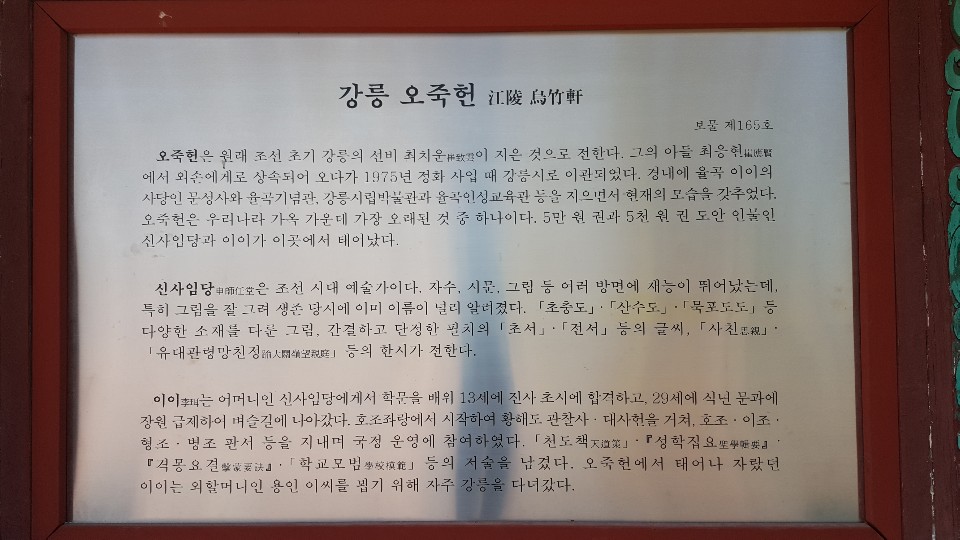 강릉 오죽헌 江陵 烏竹軒
보물 제165호
오죽헌은 원래 조선 초기 강릉의 선비 최치운崔致雲이 지은 것으로 전한다. 그의 아들 최응현崔應賢
에서 외손에게로 상속되어 오다가 1975년 정화 사업 때 강릉시로 이관되었다. 경내에 율곡 이이의
사당인 문성사와 율곡기념관, 강릉시립박물관과 율곡인성교육관 등을 지으면서 현재의 모습을 갖추었다.
오죽헌은 우리나라 가옥 가운데 가장 오래된 것 중 하나이다. 5만 원 권과 5천 원 권 도안 인물인
신사임당과 이이가 이곳에서 태어났다.
신사임당申師任堂은 조선 시대 예술가이다. 자수, 시문, 그림 등 여러 방면에 재능이 뛰어났는데,
특히 그림을 잘 그려 생존 당시에 이미 이름이 널리 알려졌다. 「초충도」·「산수도」·「묵포도도」 등
다양한 소재를 다룬 그림, 간결하고 단정한 필치의 「초서」·「전서」 등의 글씨, 「사친思親」·
「유대관령망친정踰大關嶺望親庭」 등의 한시가 전한다.
이이李珥는 어머니인 신사임당에게서 학문을 배워 13세에 진사 초시에 합격하고, 29세에 식년 문과에
장원 급제하여 벼슬길에 나아갔다. 호조좌랑에서 시작하여 황해도 관찰사·대사헌을 거쳐, 호조·이조·
형조·병조 판서 등을 지내며 국정 운영에 참여하였다. 「천도책天道策」·『성학집요聖學輯要』·
『격몽요결擊蒙要訣』·「학교모범學校模範」 등의 저술을 남겼다. 오죽헌에서 태어나 자랐던
이이는 외할머니인 용인 이씨를 뵙기 위해 자주 강릉을 다녀갔다.